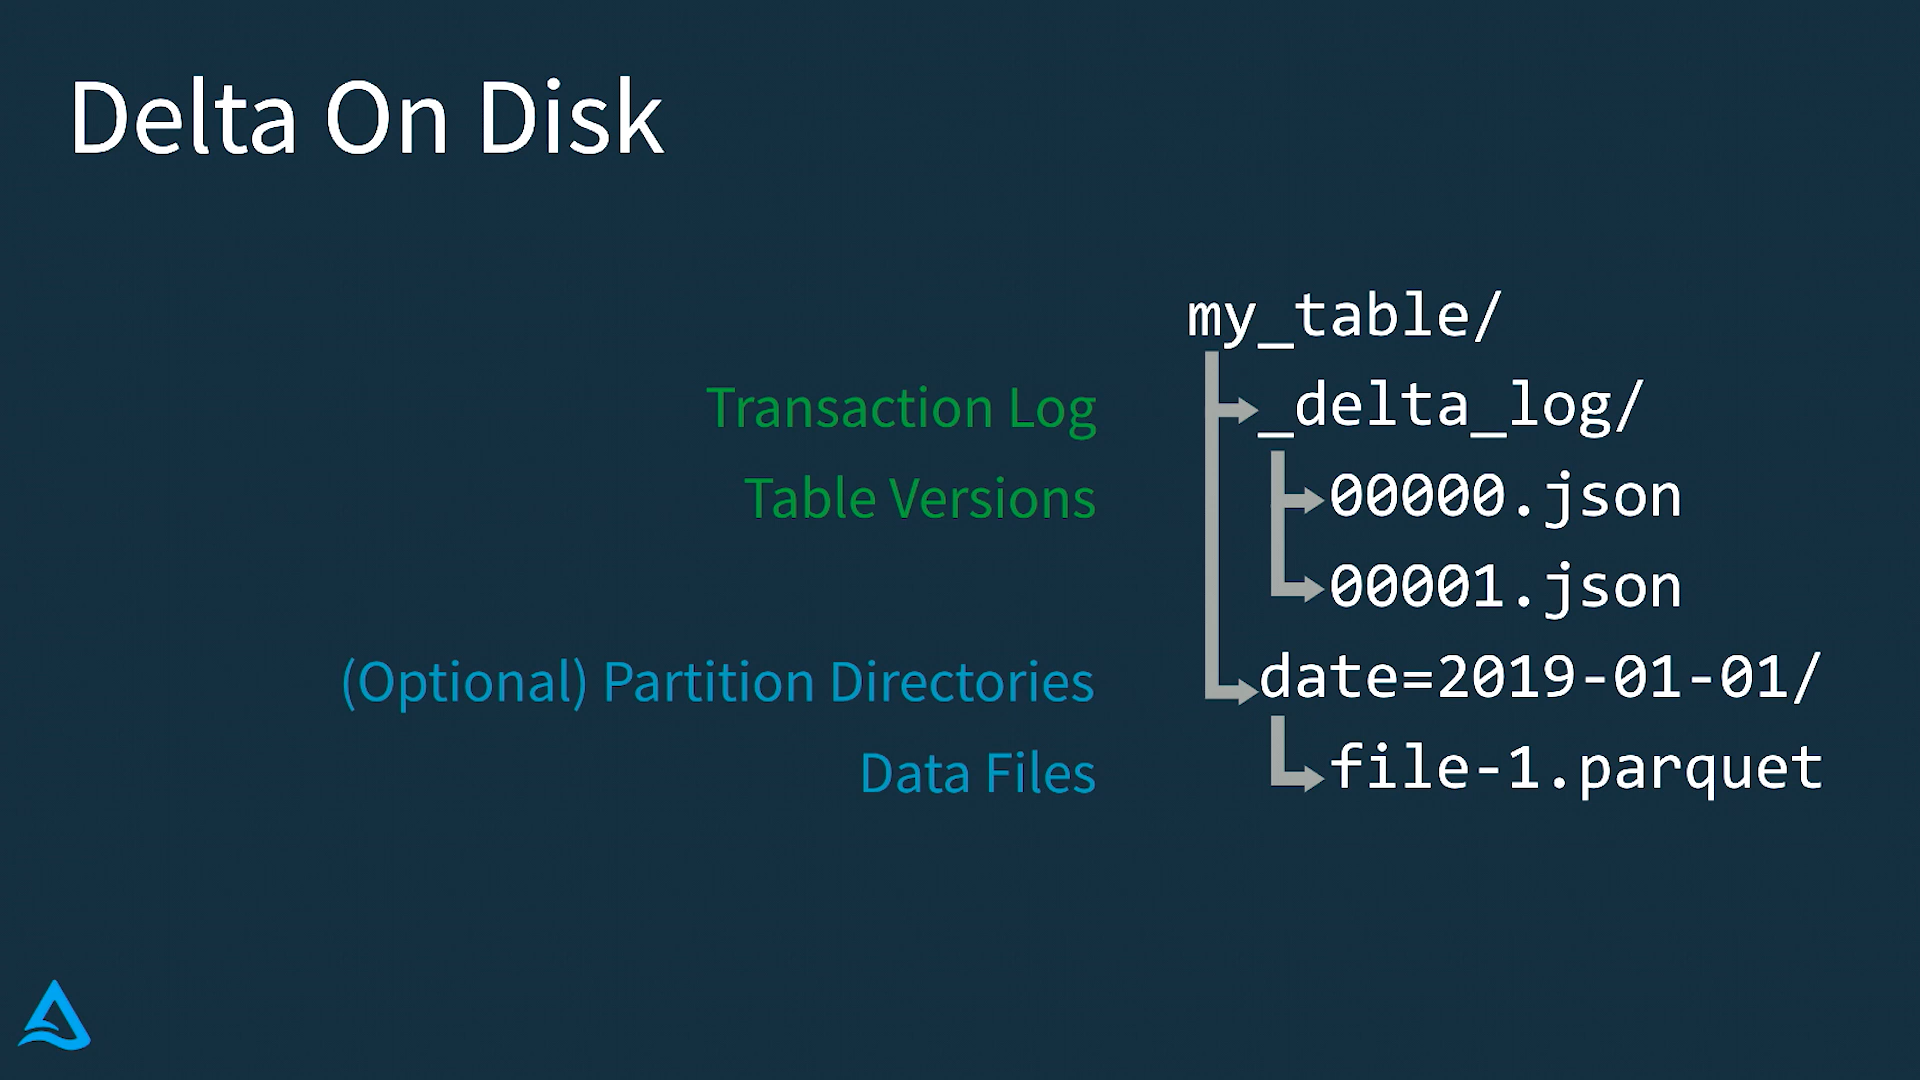 Delta On Disk
my_table/
Transaction Log
_delta_log/
Table Versions
00000.json
00001.json
(Optional) Partition Directories
date=2019-01-01/
Data Files
file-1.parquet